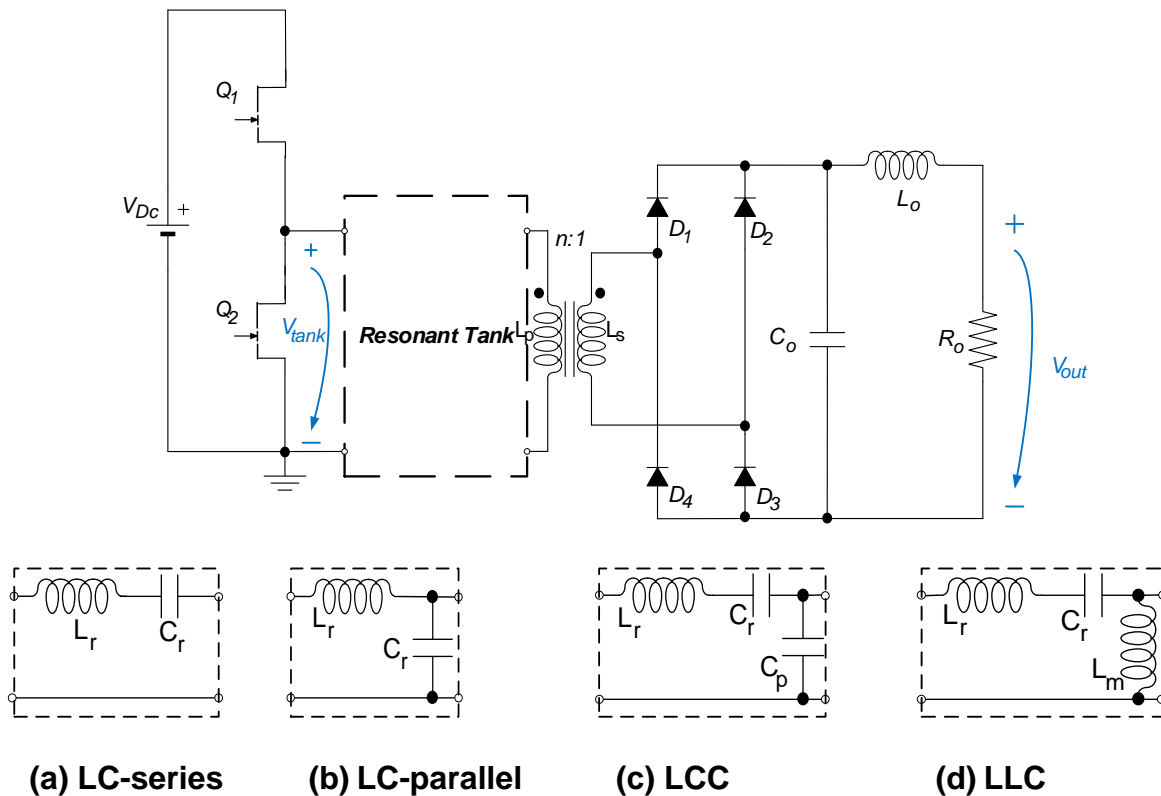 Q1
VDc
+
n:1
D1
D2
Lo
+
+
Q2
Vtank
Resonant Tank
Lp
Ls
Co
Ro
Vout
−
D4
D3
−
Lr
Cr
Lr
Cr
Lr
Cr
Cp
Lr
Cr
Lm
(a) LC-series
(b) LC-parallel
(c) LCC
(d) LLC